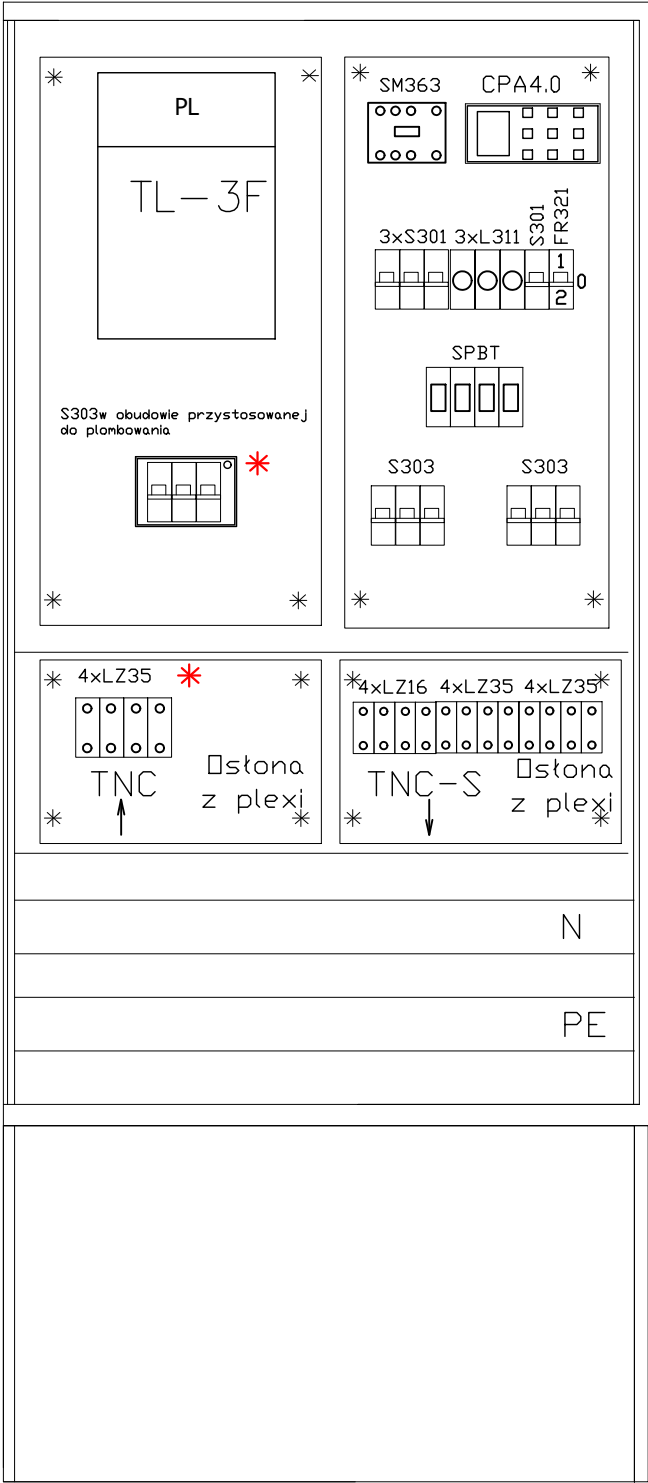 PL
TL-3F
S303w obudowie przystosowanej
do plombowania
SM363
CPA4.0
3xS301
3xL311
S301
FR321
1
0
2
SPBT
S303
S303
4xLZ35
TNC
Osłona
z plexi
4xLZ16
4xLZ35
4xLZ35
TNC-S
Osłona
z plexi
N
PE